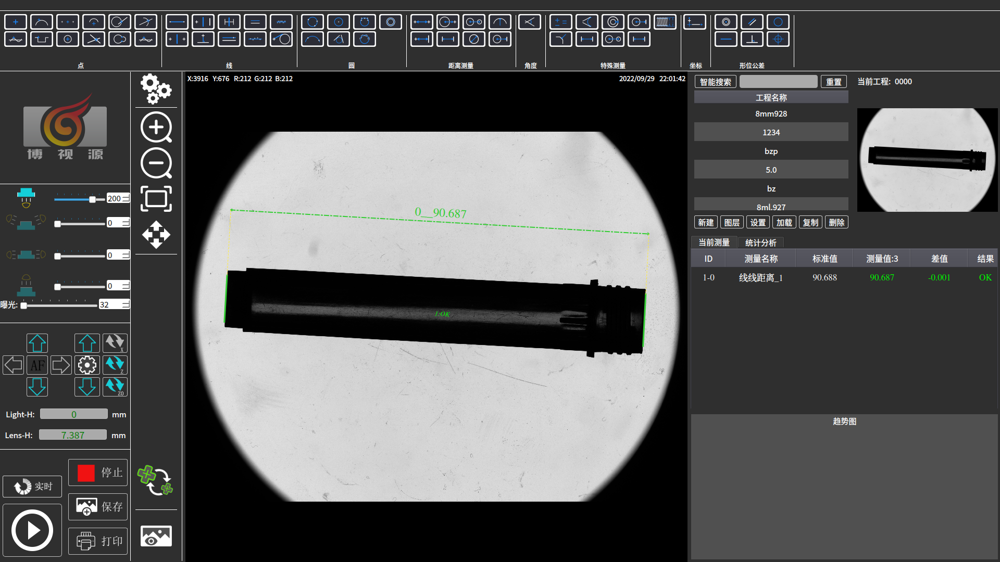 点 线 圆 距离测量 角度 特殊测量 坐标 形位公差
X:3916 Y:676 R:212 G:212 B:212
2022/09/29 22:01:42
博 视 源
200
0
0
0
曝光: 32
X
AF
Z
Z0
Light-H: 0 mm
Lens-H: 7.387 mm
停止
实时
保存
打印
0__90.687
1:OK
智能搜索 重置
当前工程: 0000
工程名称
8mm928
1234
bzp
5.0
bz
8ml.927
新建 图层 设置 加载 复制 删除
当前测量 统计分析
ID 测量名称 标准值 测量值:3 差值 结果
1-0 线线距离_1 90.688 90.687 -0.001 OK
趋势图